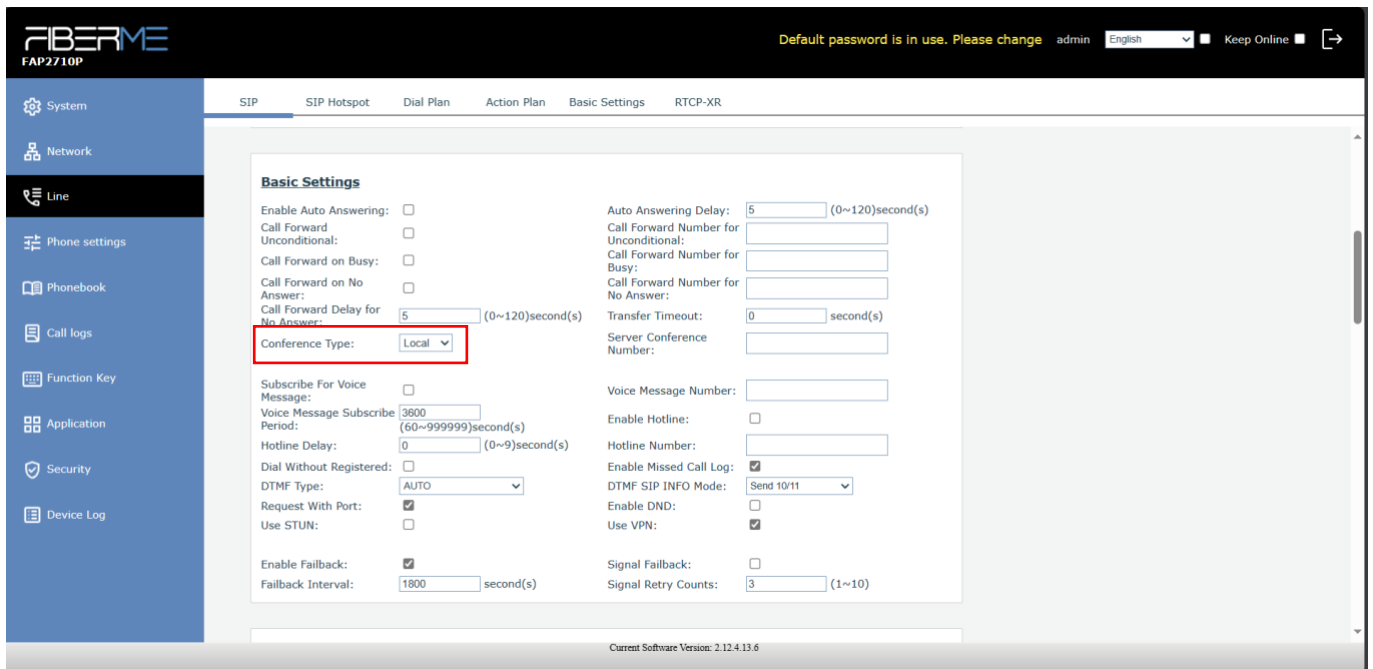 FIBERME
FAP2710P
Default password is in use. Please change admin English Keep Online
System
Network
Line
Phone settings
Phonebook
Call logs
Function Key
Application
Security
Device Log
SIP SIP Hotspot Dial Plan Action Plan Basic Settings RTCP-XR
Basic Settings
Enable Auto Answering: Auto Answering Delay: 5 (0~120)second(s)
Call Forward
Unconditional:
Call Forward Number for
Unconditional:
Call Forward on Busy:
Call Forward Number for
Busy:
Call Forward on No
Answer:
Call Forward Number for
No Answer:
Call Forward Delay for
No Answer:
5 (0~120)second(s)
Transfer Timeout: 0 second(s)
Conference Type: Local
Server Conference
Number:
Subscribe For Voice
Message:
Voice Message Number:
Voice Message Subscribe
Period:
3600
(60~999999)second(s)
Enable Hotline:
Hotline Delay: 0 (0~9)second(s) Hotline Number:
Dial Without Registered: Enable Missed Call Log:
DTMF Type: AUTO DTMF SIP INFO Mode: Send 10/11
Request With Port: Enable DND:
Use STUN: Use VPN:
Enable Failback: Signal Failback:
Failback Interval: 1800 second(s) Signal Retry Counts: 3 (1~10)
Current Software Version: 2.12.4.13.6